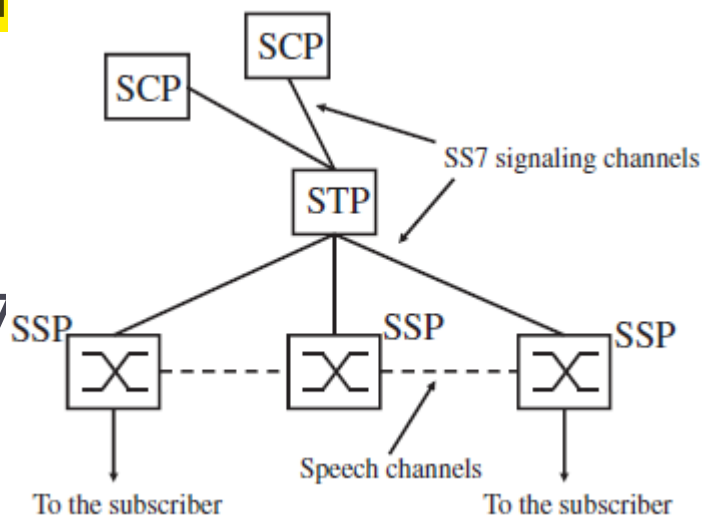 SCP
SCP
SS7 signaling channels
STP
SSP
SSP
SSP
Speech channels
To the subscriber
To the subscriber